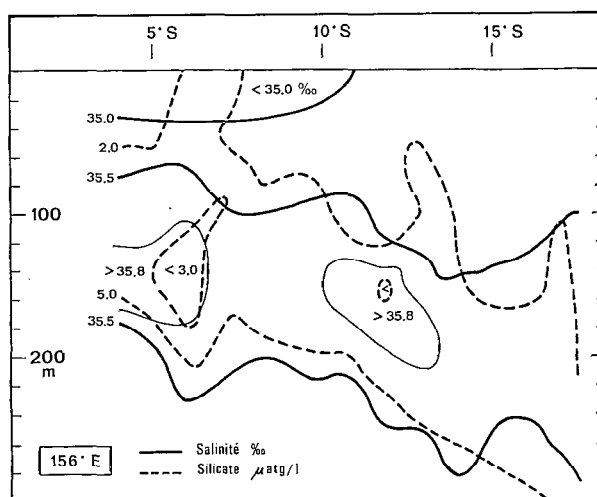 5°S 10°S 15°S
< 35.0 ‰
35.0
2.0
35.5
100
> 35.8 < 3.0
<
> 35.8
5.0
35.5
200
m
156° E
Salinité ‰
Silicate µatg/l